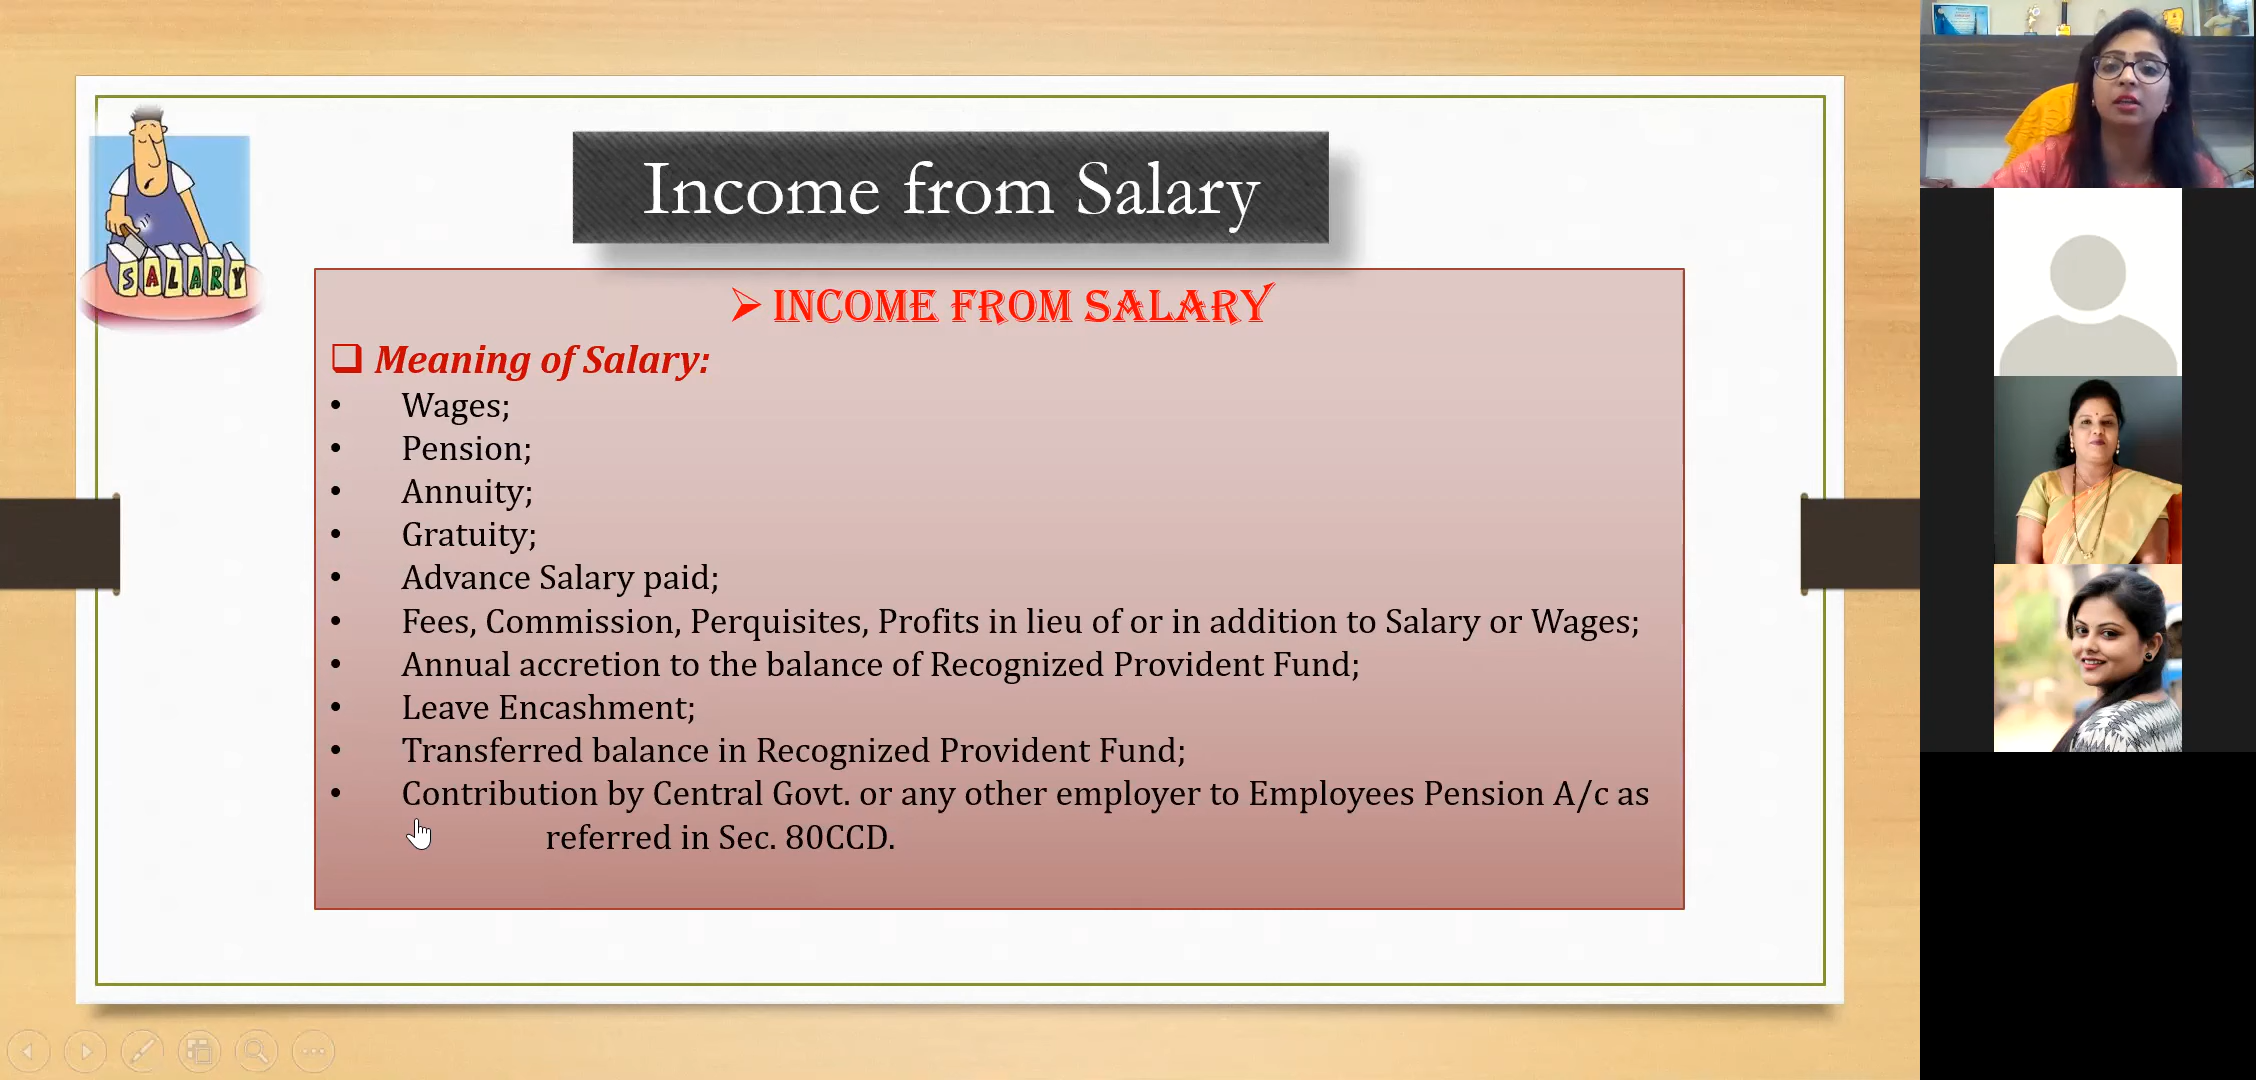 SALARY
Income from Salary
➢ INCOME FROM SALARY
❑ Meaning of Salary:
• Wages;
• Pension;
• Annuity;
• Gratuity;
• Advance Salary paid;
• Fees, Commission, Perquisites, Profits in lieu of or in addition to Salary or Wages;
• Annual accretion to the balance of Recognized Provident Fund;
• Leave Encashment;
• Transferred balance in Recognized Provident Fund;
• Contribution by Central Govt. or any other employer to Employees Pension A/c as
referred in Sec. 80CCD.